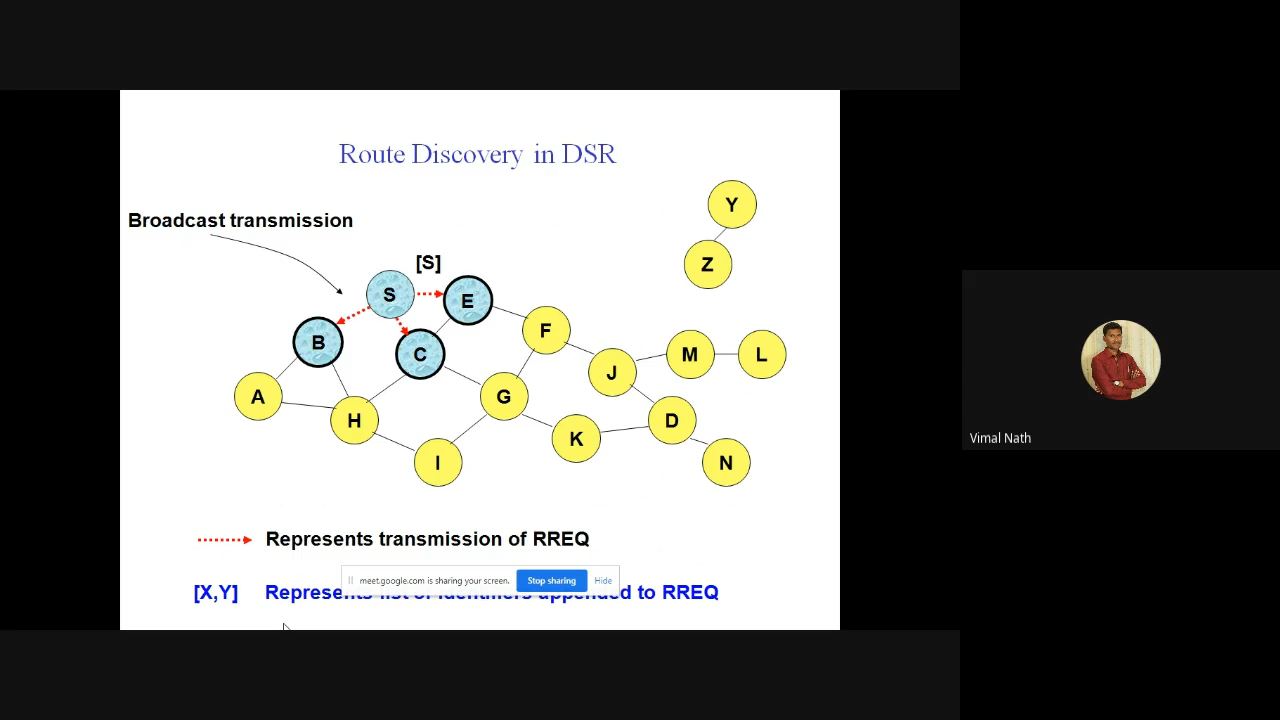 Route Discovery in DSR
Y
Broadcast transmission
[S]
Z
S
E
F
B
C
J
M
L
A
H
G
K
D
I
N
Represents transmission of RREQ
meet.google.com is sharing your screen. Stop sharing Hide
[X,Y] Represents list of identifiers appended to RREQ
Vimal Nath